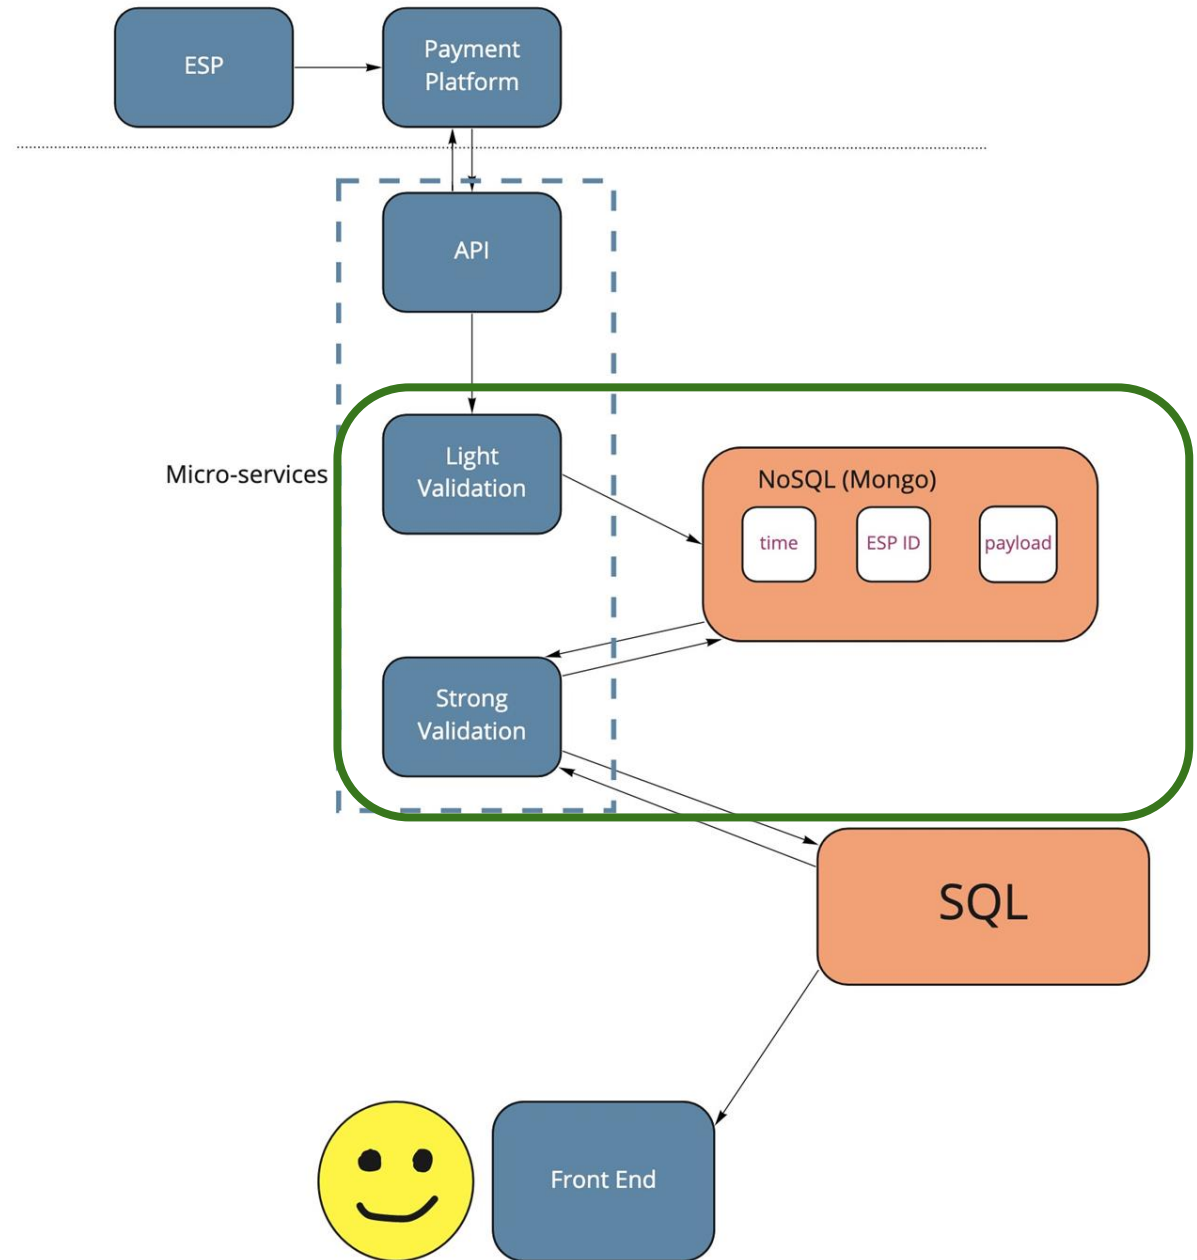 ESP
Payment
Platform
API
Micro-services
Light
Validation
NoSQL (Mongo)
time
ESP ID
payload
Strong
Validation
SQL
Front End